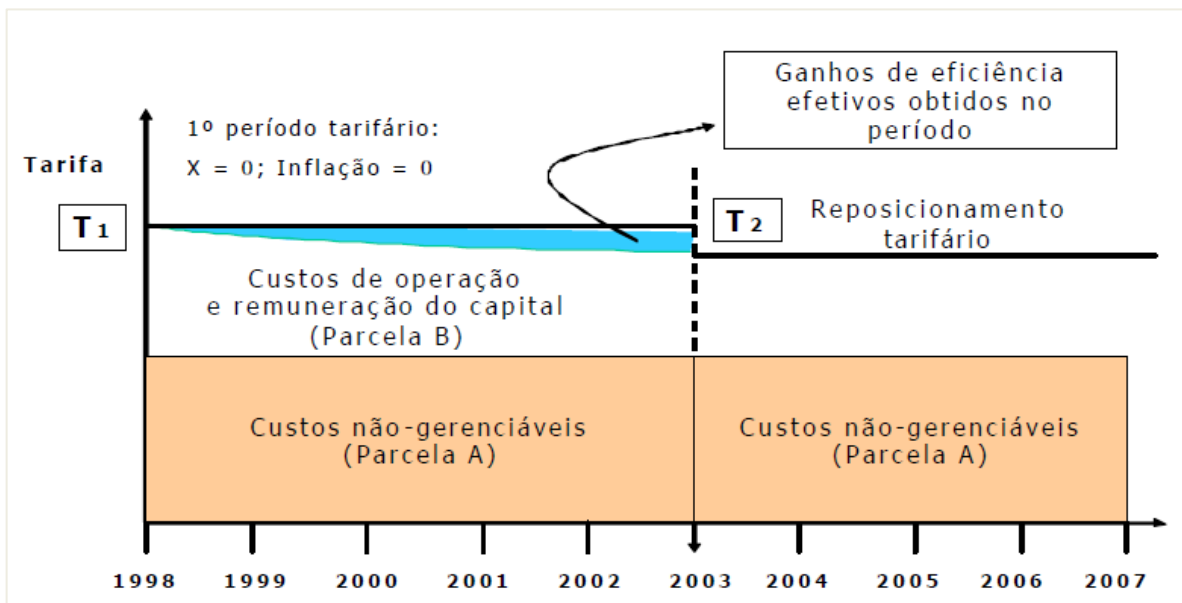 Ganhos de eficiência
efetivos obtidos no
período
1º período tarifário:
X = 0; Inflação = 0
Tarifa
T1
T2
Reposicionamento
tarifário
Custos de operação
e remuneração do capital
(Parcela B)
Custos não-gerenciáveis
(Parcela A)
Custos não-gerenciáveis
(Parcela A)
1998 1999 2000 2001 2002 2003 2004 2005 2006 2007